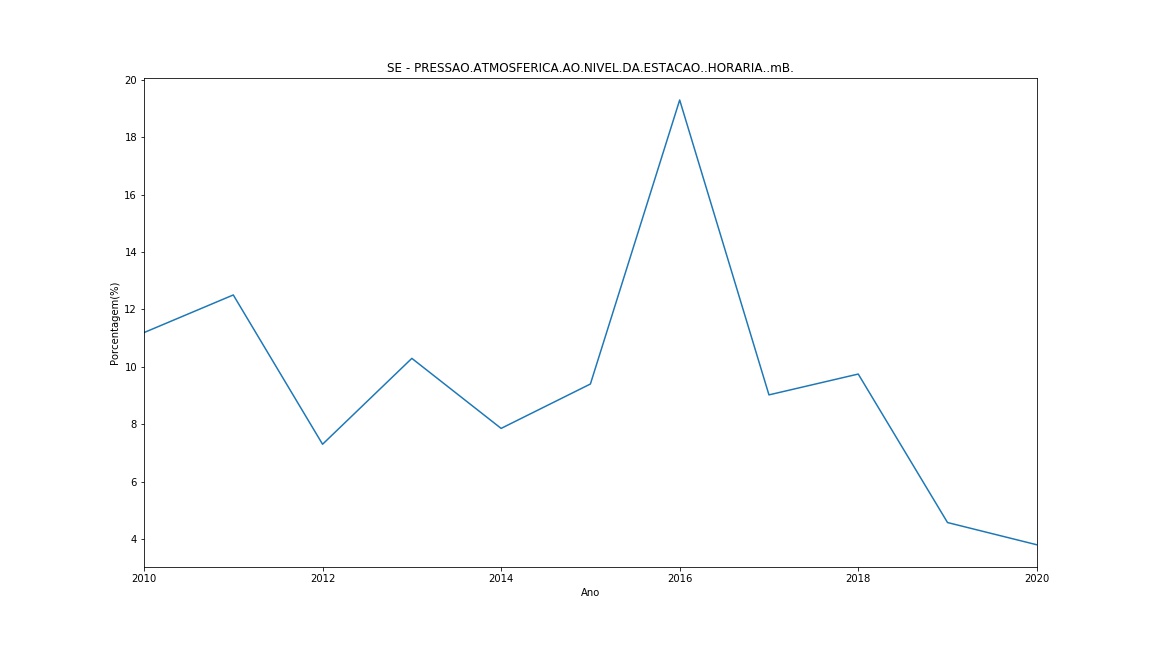 SE - PRESSAO.ATMOSFERICA.AO.NIVEL.DA.ESTACAO..HORARIA..mB.
20
18
16
14
12
10
8
6
4
Porcentagem(%)
2010 2012 2014 2016 2018 2020
Ano